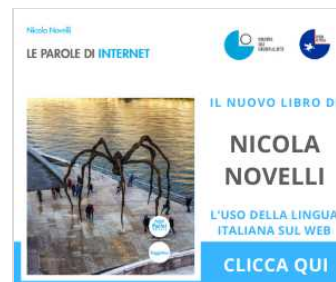 Nicola Novelli
LE PAROLE DI INTERNET
IL NUOVO LIBRO D
NICOLA
NOVELLI
L'USO DELLA LINGUA
ITALIANA SUL WEB
CLICCA QUI